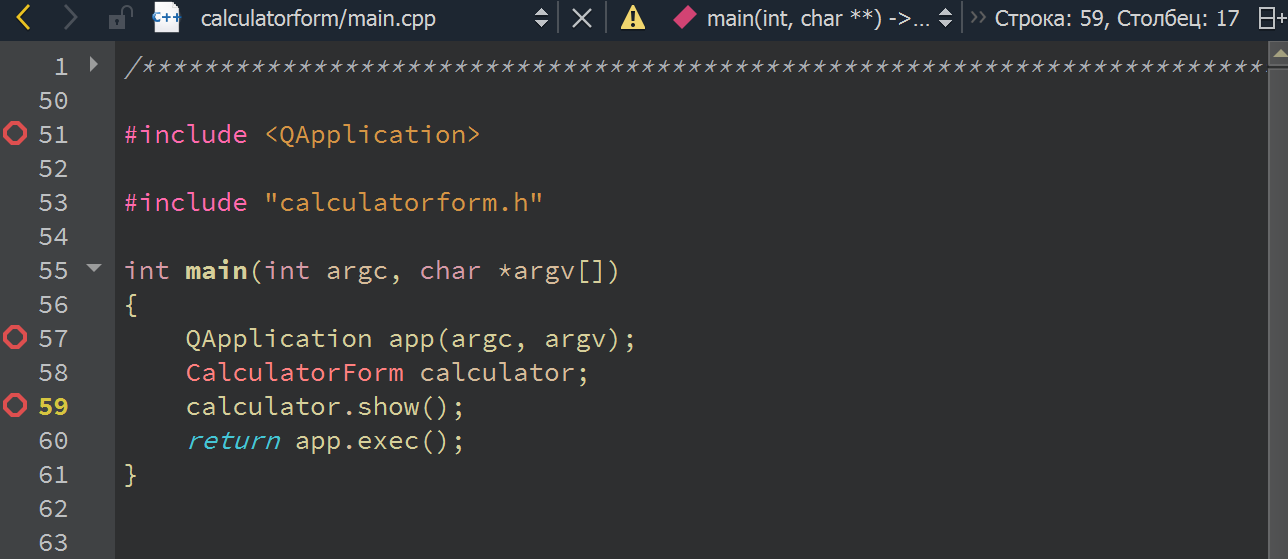 C++ calculatorform/main.cpp main(int, char **) ->... Строка: 59, Столбец: 17
1 /*************************************************************************
50
51 #include <QApplication>
52
53 #include "calculatorform.h"
54
55 int main(int argc, char *argv[])
56 {
57 QApplication app(argc, argv);
58 CalculatorForm calculator;
59 calculator.show();
60 return app.exec();
61 }
62
63